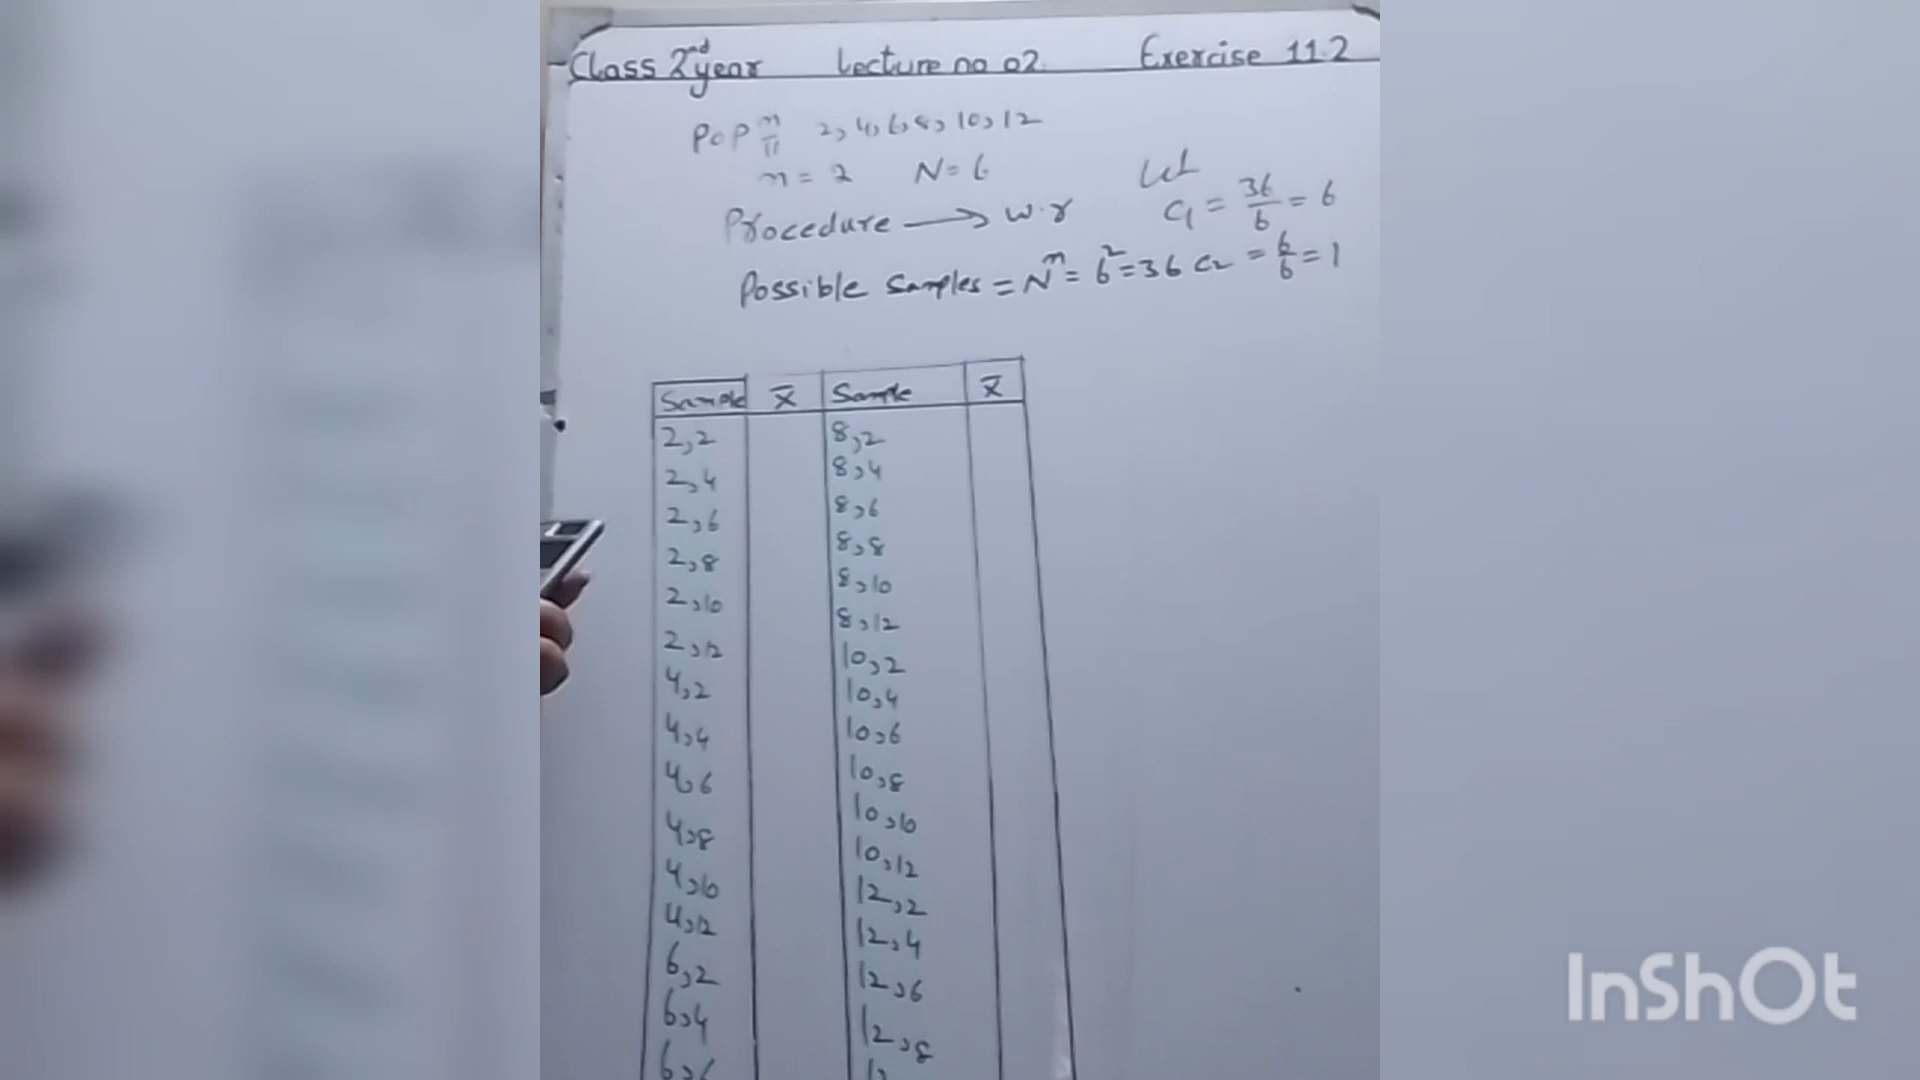 Class 2nd year Lecture no 02. Exercise 11.2
Popn 2, 4, 6, 8, 10, 12
n = 2 N = 6
Let
Procedure → w.r C1 = 36/6 = 6
Possible Samples = N^n = 6^2 = 36 C2 = 6/6 = 1
Sample x̄ Sample x̄
2,2 8,2
2,4 8,4
2,6 8,6
2,8 8,8
2,10 8,10
2,12 8,12
4,2 10,2
4,4 10,4
4,6 10,6
4,8 10,8
4,10 10,10
4,12 10,12
6,2 12,2
6,4 12,4
6,6 12,6
12,8
InShOt